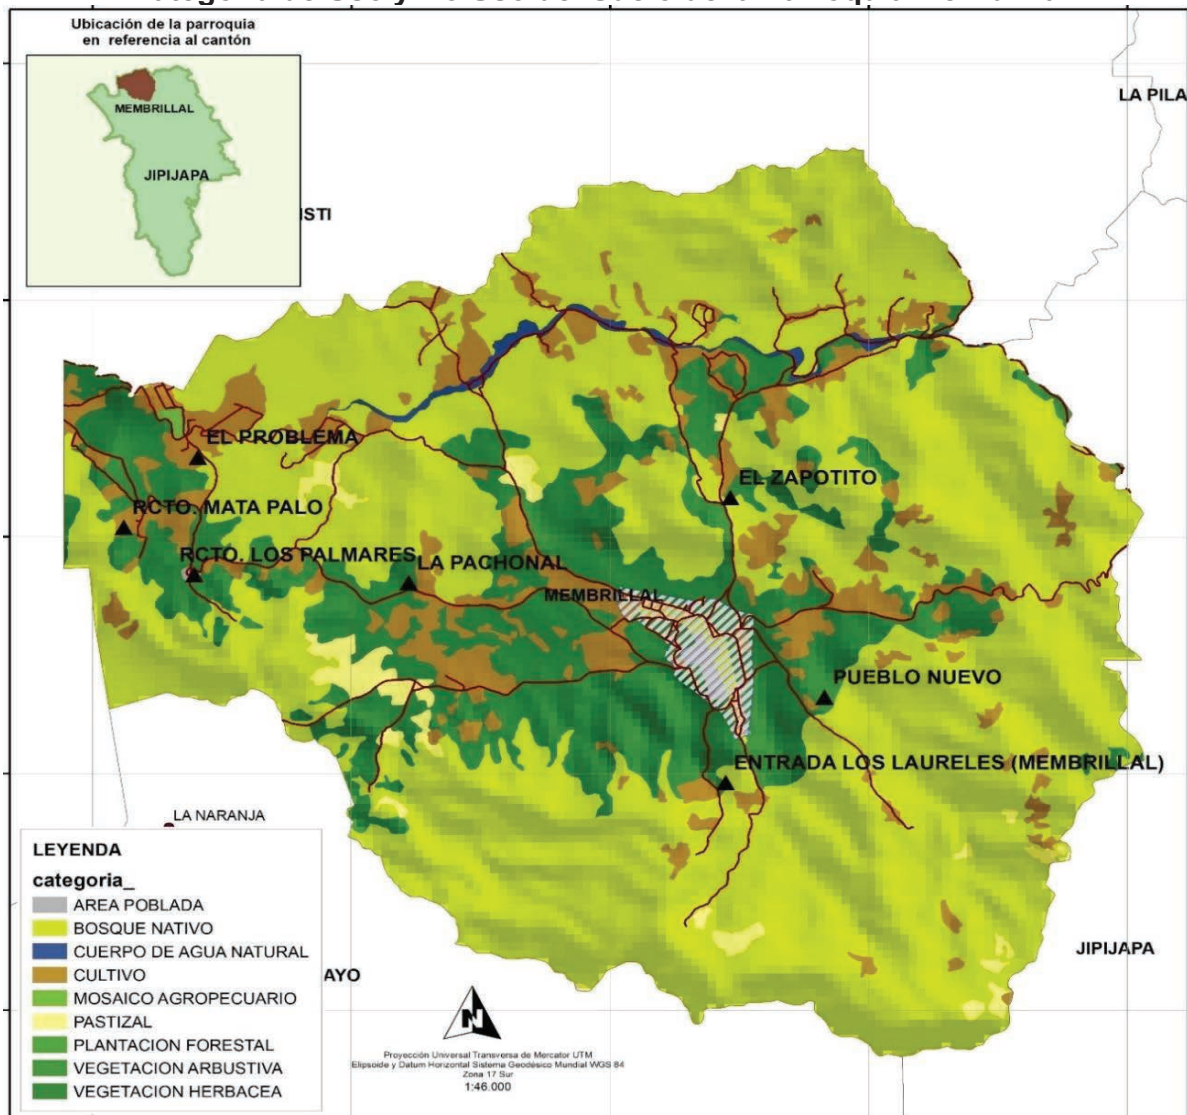 Ubicación de la parroquia
en referencia al cantón
MEMBRILLAL
JIPIJAPA
ISTI
LA PILA
EL PROBLEMA
RCTO. MATA PALO
EL ZAPOTITO
RCTO. LOS PALMARES
LA PACHONAL
MEMBRILLAL
PUEBLO NUEVO
ENTRADA LOS LAURELES (MEMBRILLAL)
LA NARANJA
LEYENDA
categoria_
AREA POBLADA
BOSQUE NATIVO
CUERPO DE AGUA NATURAL
CULTIVO
MOSAICO AGROPECUARIO
PASTIZAL
PLANTACION FORESTAL
VEGETACION ARBUSTIVA
VEGETACION HERBACEA
AYO
JIPIJAPA
N
Proyección Universal Transversa de Mercator UTM
Elipsoide y Datum Horizontal Sistema Geodésico Mundial WGS 84
Zona 17 Sur
1:46.000